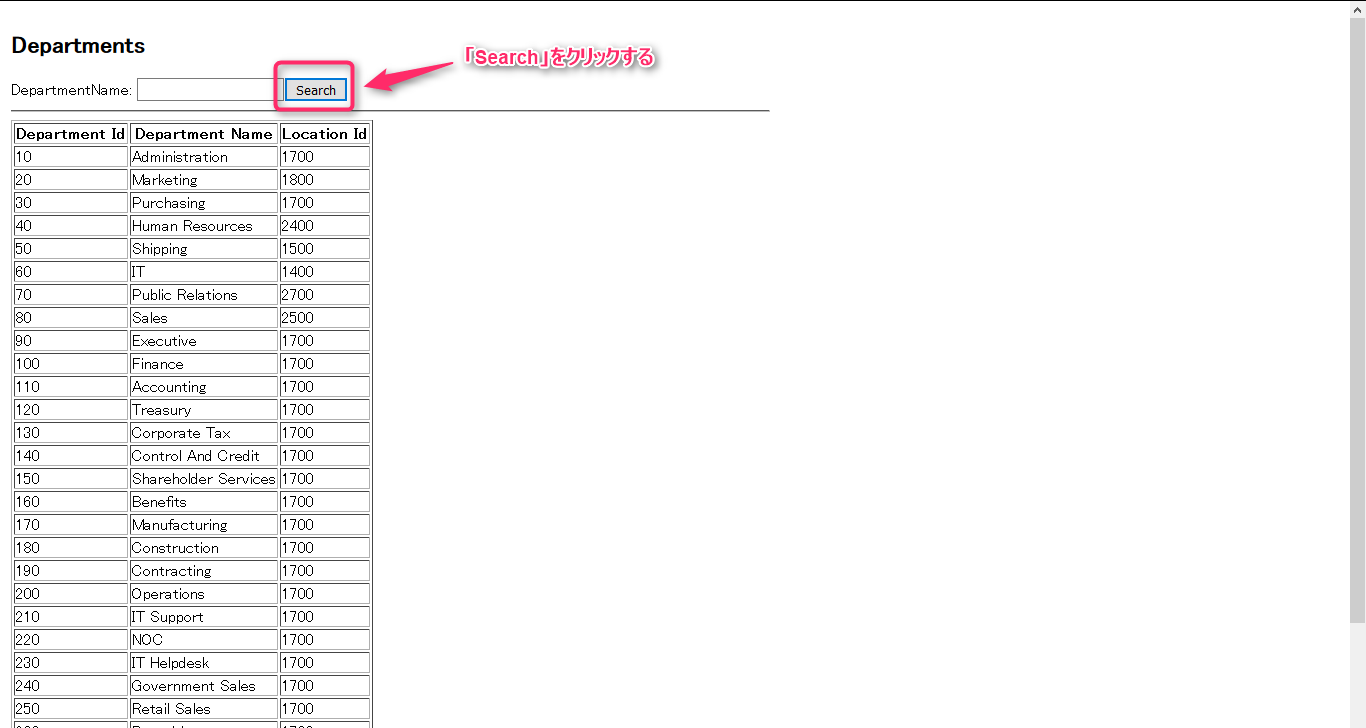 Departments
「Search」をクリックする
DepartmentName: Search
Department Id Department Name Location Id
10 Administration 1700
20 Marketing 1800
30 Purchasing 1700
40 Human Resources 2400
50 Shipping 1500
60 IT 1400
70 Public Relations 2700
80 Sales 2500
90 Executive 1700
100 Finance 1700
110 Accounting 1700
120 Treasury 1700
130 Corporate Tax 1700
140 Control And Credit 1700
150 Shareholder Services 1700
160 Benefits 1700
170 Manufacturing 1700
180 Construction 1700
190 Contracting 1700
200 Operations 1700
210 IT Support 1700
220 NOC 1700
230 IT Helpdesk 1700
240 Government Sales 1700
250 Retail Sales 1700